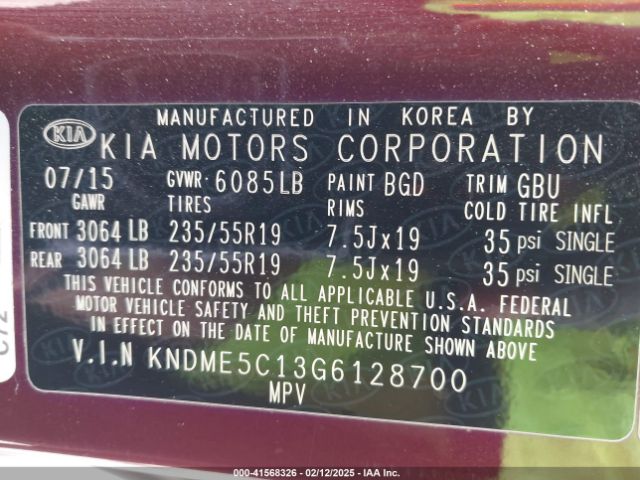 MANUFACTURED IN KOREA BY
KIA KIA MOTORS CORPORATION
07/15 GVWR- 6085LB PAINT BGD TRIM GBU
GAWR TIRES RIMS COLD TIRE INFL
FRONT 3064 LB 235/55R19 7.5Jx19 35 psi SINGLE
REAR 3064 LB 235/55R19 7.5Jx19 35 psi SINGLE
THIS VEHICLE CONFORMS TO ALL APPLICABLE U.S.A. FEDERAL
MOTOR VEHICLE SAFETY AND THEFT PREVENTION STANDARDS
IN EFFECT ON THE DATE OF MANUFACTURE SHOWN ABOVE
V.I.N KNDME5C13G6128700
MPV
C72
000-41568326 - 02/12/2025 - IAA Inc.